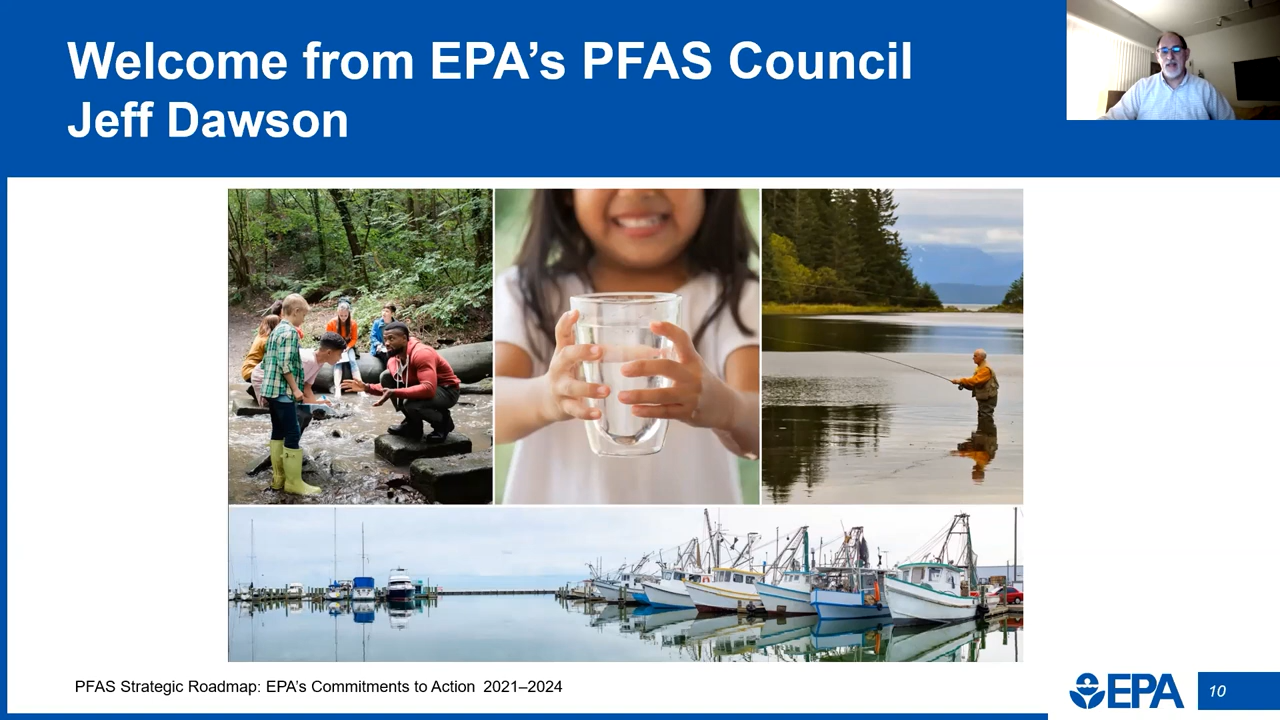 Welcome from EPA’s PFAS Council
Jeff Dawson
PFAS Strategic Roadmap: EPA’s Commitments to Action 2021–2024
EPA
10